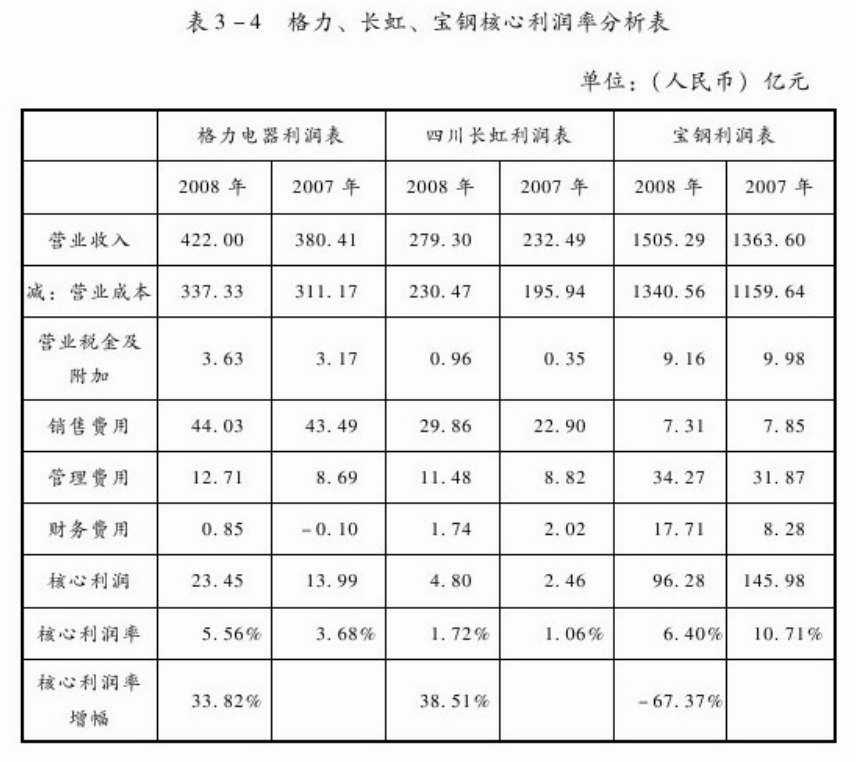 表3-4 格力、长虹、宝钢核心利润率分析表
单位：（人民币）亿元
格力电器利润表 四川长虹利润表 宝钢利润表
2008 年 2007 年 2008 年 2007 年 2008 年 2007 年
营业收入 422.00 380.41 279.30 232.49 1505.29 1363.60
减：营业成本 337.33 311.17 230.47 195.94 1340.56 1159.64
营业税金及
附加 3.63 3.17 0.96 0.35 9.16 9.98
销售费用 44.03 43.49 29.86 22.90 7.31 7.85
管理费用 12.71 8.69 11.48 8.82 34.27 31.87
财务费用 0.85 -0.10 1.74 2.02 17.71 8.28
核心利润 23.45 13.99 4.80 2.46 96.28 145.98
核心利润率 5.56% 3.68% 1.72% 1.06% 6.40% 10.71%
核心利润率
增幅 33.82% 38.51% -67.37%